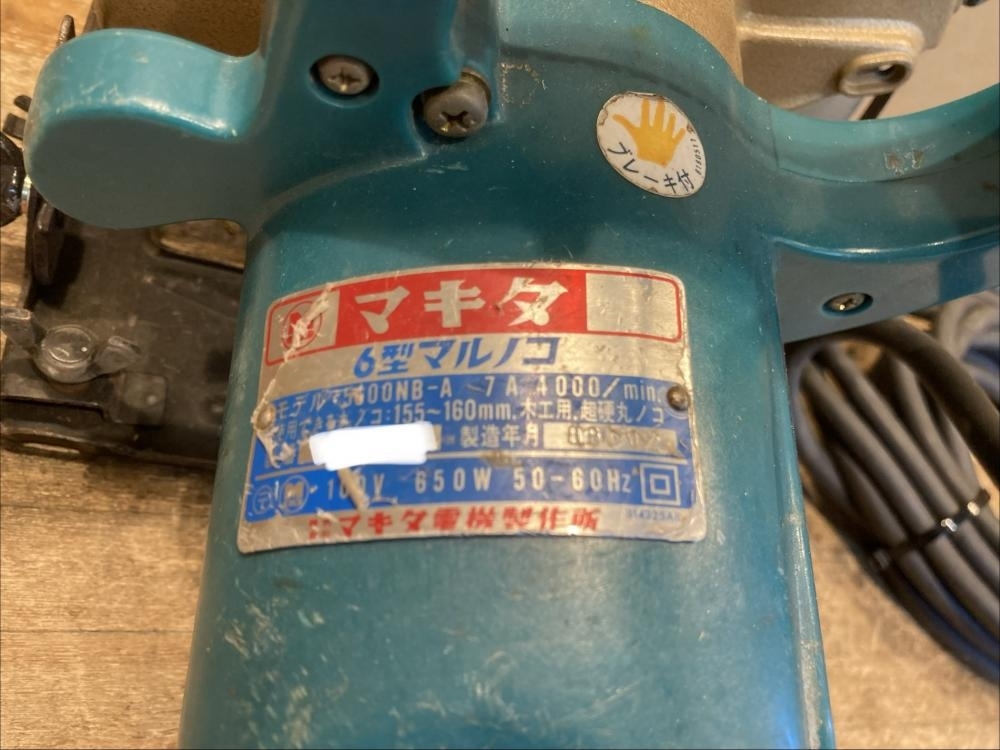 ブレーキ付
マキタ
6型マルノコ
モデル 5600NB-A 7A 4000/min.
使用できる丸ノコ:155~160mm.木工用.超硬丸ノコ
製造年月
100V 650W 50-60Hz
マキタ電機製作所